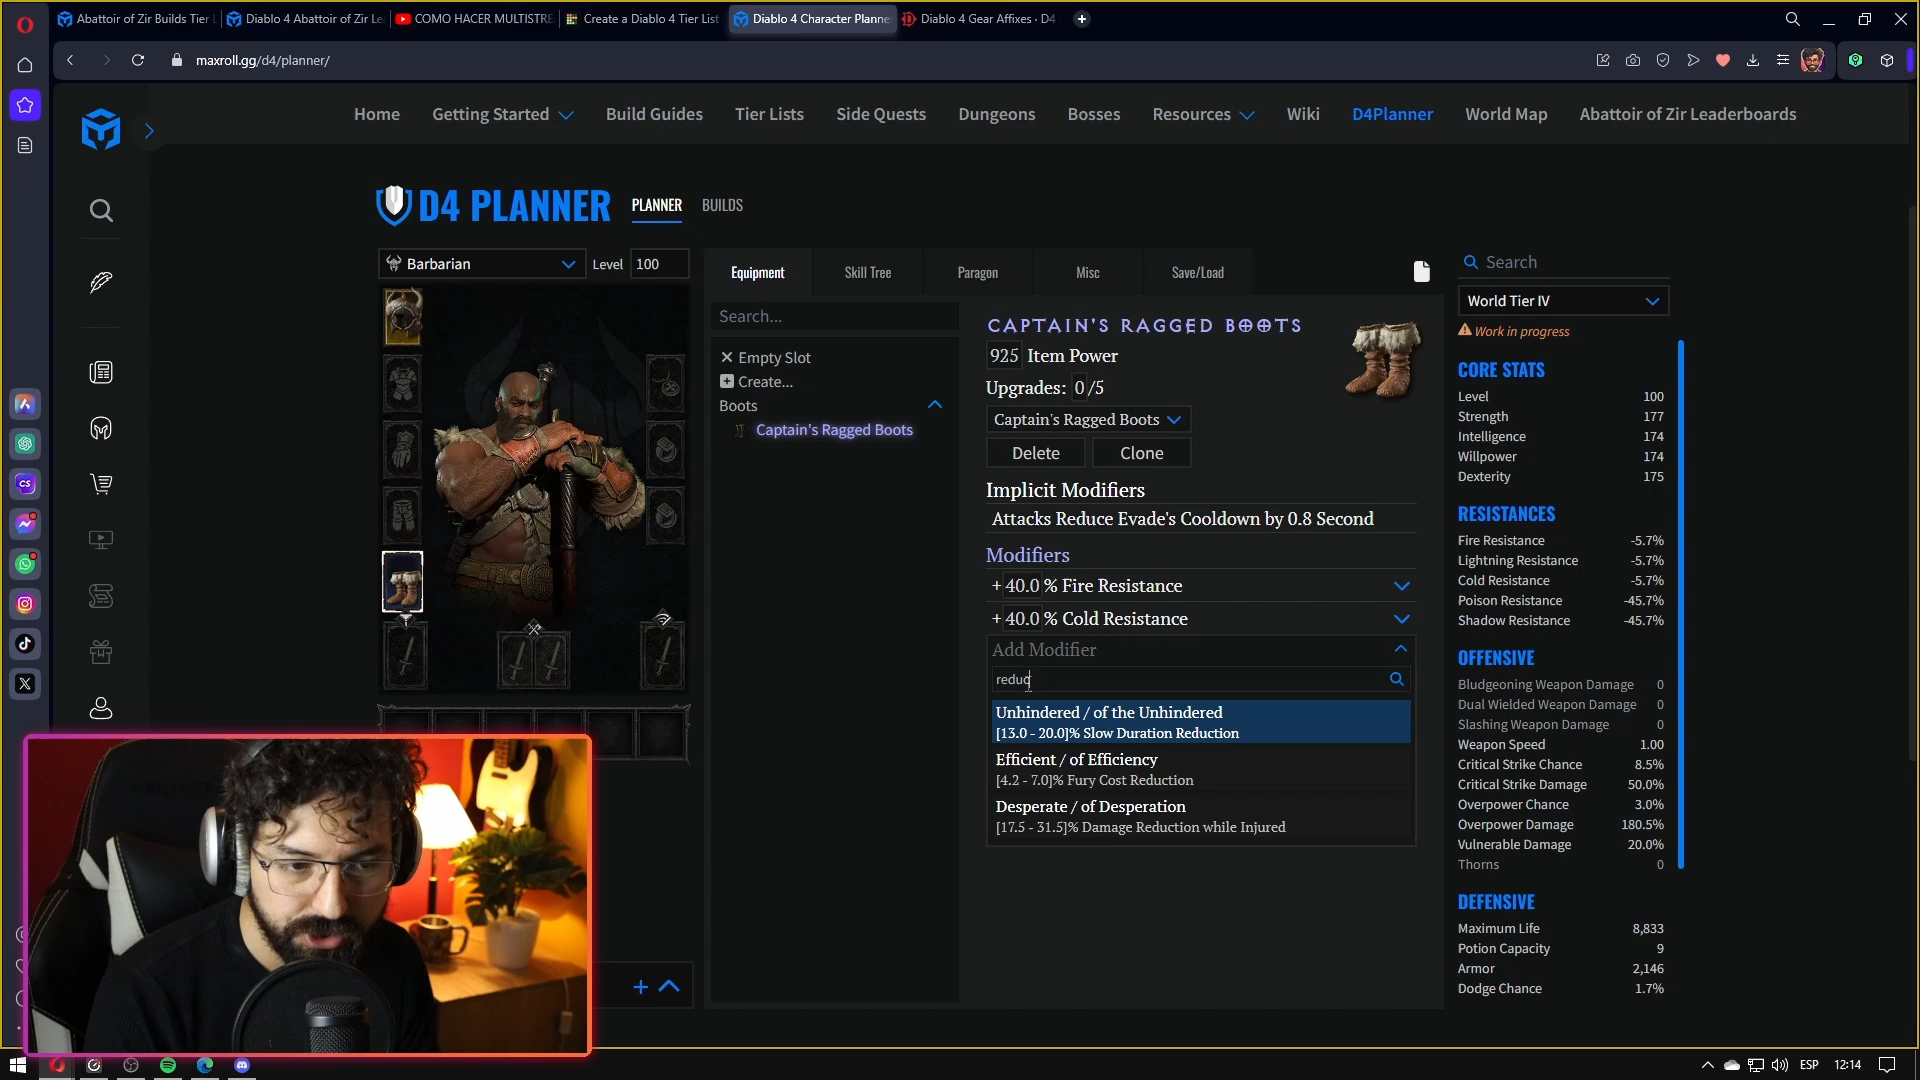 Abattoir of Zir Builds Tier
Diablo 4 Abattoir of Zir Le
COMO HACER MULTISTRE
Create a Diablo 4 Tier List
Diablo 4 Character Planne
Diablo 4 Gear Affixes · D4
maxroll.gg/d4/planner/
Home
Getting Started
Build Guides
Tier Lists
Side Quests
Dungeons
Bosses
Resources
Wiki
D4Planner
World Map
Abattoir of Zir Leaderboards
D4 PLANNER
PLANNER
BUILDS
Barbarian
Level 100
Equipment
Skill Tree
Paragon
Misc
Save/Load
Search...
Empty Slot
Create...
Boots
Captain's Ragged Boots
CAPTAIN'S RAGGED BOOTS
925 Item Power
Upgrades: 0/5
Captain's Ragged Boots
Delete
Clone
Implicit Modifiers
Attacks Reduce Evade's Cooldown by 0.8 Second
Modifiers
+40.0% Fire Resistance
+40.0% Cold Resistance
Add Modifier
reduc
Unhindered / of the Unhindered
[13.0 - 20.0]% Slow Duration Reduction
Efficient / of Efficiency
[4.2 - 7.0]% Fury Cost Reduction
Desperate / of Desperation
[17.5 - 31.5]% Damage Reduction while Injured
Search
World Tier IV
Work in progress
CORE STATS
Level 100
Strength 177
Intelligence 174
Willpower 174
Dexterity 175
RESISTANCES
Fire Resistance -5.7%
Lightning Resistance -5.7%
Cold Resistance -5.7%
Poison Resistance -45.7%
Shadow Resistance -45.7%
OFFENSIVE
Bludgeoning Weapon Damage 0
Dual Wielded Weapon Damage 0
Slashing Weapon Damage 0
Weapon Speed 1.00
Critical Strike Chance 8.5%
Critical Strike Damage 50.0%
Overpower Chance 3.0%
Overpower Damage 180.5%
Vulnerable Damage 20.0%
Thorns 0
DEFENSIVE
Maximum Life 8,833
Potion Capacity 9
Armor 2,146
Dodge Chance 1.7%
CS
ESP
12:14